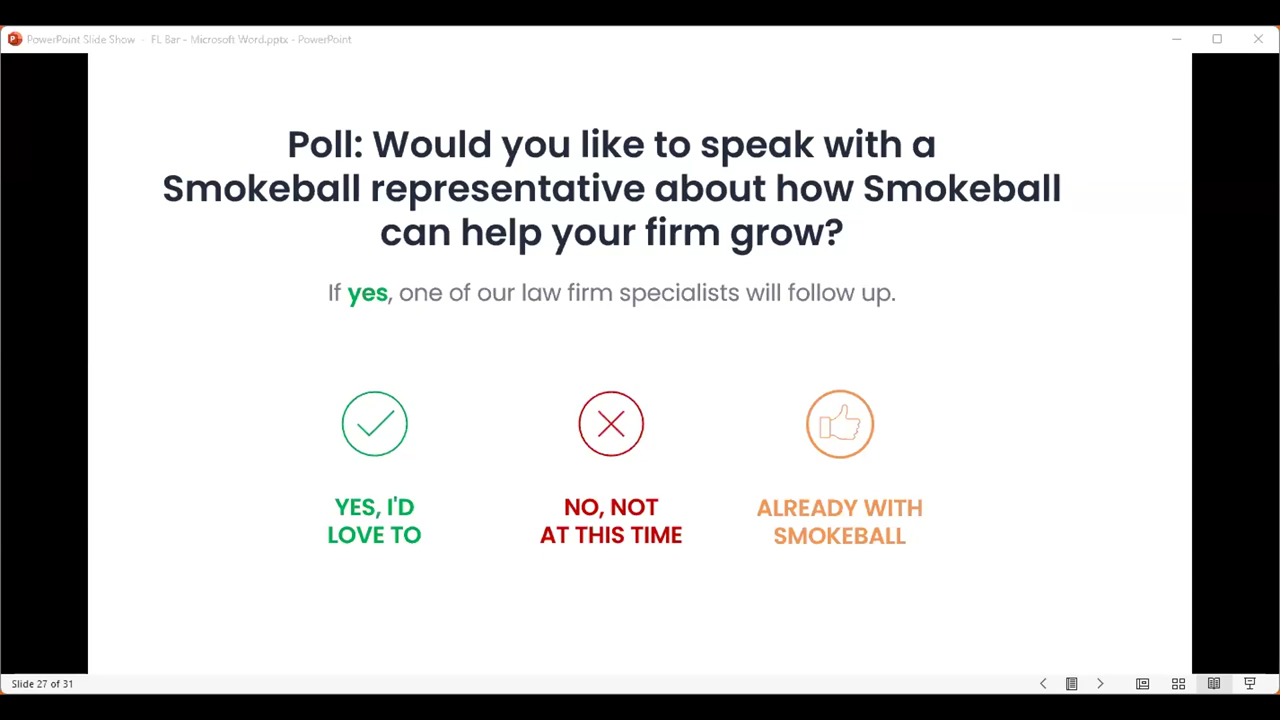 PowerPoint Slide Show - FL Bar - Microsoft Word.pptx - PowerPoint
Poll: Would you like to speak with a
Smokeball representative about how Smokeball
can help your firm grow?
If yes, one of our law firm specialists will follow up.
YES, I'D
LOVE TO
NO, NOT
AT THIS TIME
ALREADY WITH
SMOKEBALL
Slide 27 of 31